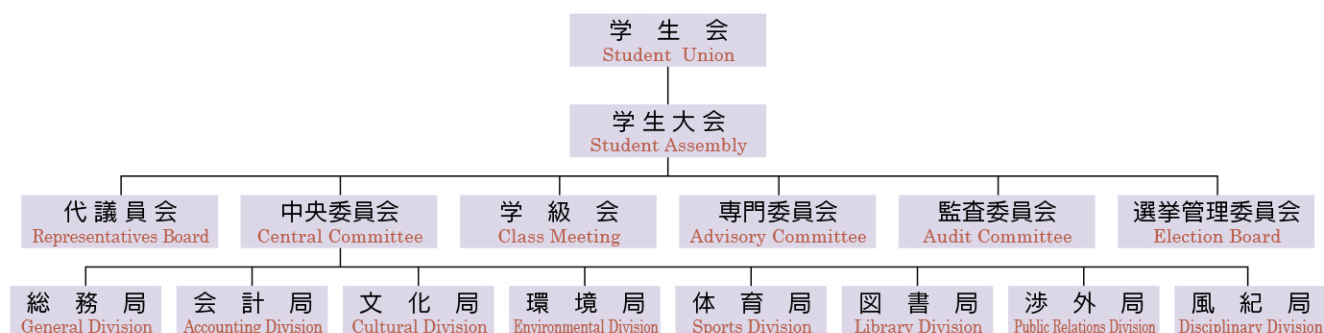 学生会
Student Union
学生大会
Student Assembly
代議員会
Representatives Board
中央委員会
Central Committee
学級会
Class Meeting
専門委員会
Advisory Committee
監査委員会
Audit Committee
選挙管理委員会
Election Board
総務局
General Division
会計局
Accounting Division
文化局
Cultural Division
環境局
Environmental Division
体育局
Sports Division
図書局
Library Division
渉外局
Public Relations Division
風紀局
Disciplinary Division